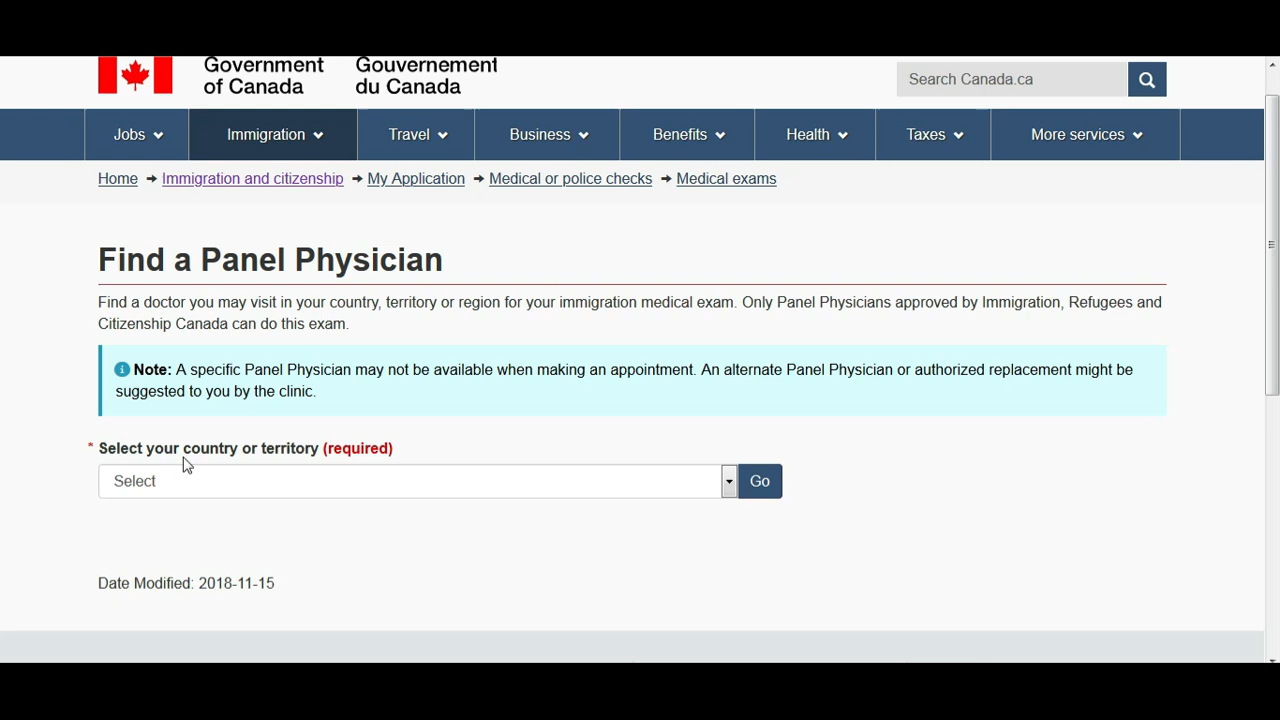 Government Gouvernement
of Canada du Canada
Search Canada.ca
Jobs Immigration Travel Business Benefits Health Taxes More services
Home → Immigration and citizenship → My Application → Medical or police checks → Medical exams
Find a Panel Physician
Find a doctor you may visit in your country, territory or region for your immigration medical exam. Only Panel Physicians approved by Immigration, Refugees and
Citizenship Canada can do this exam.
Note: A specific Panel Physician may not be available when making an appointment. An alternate Panel Physician or authorized replacement might be
suggested to you by the clinic.
* Select your country or territory (required)
Select Go
Date Modified: 2018-11-15